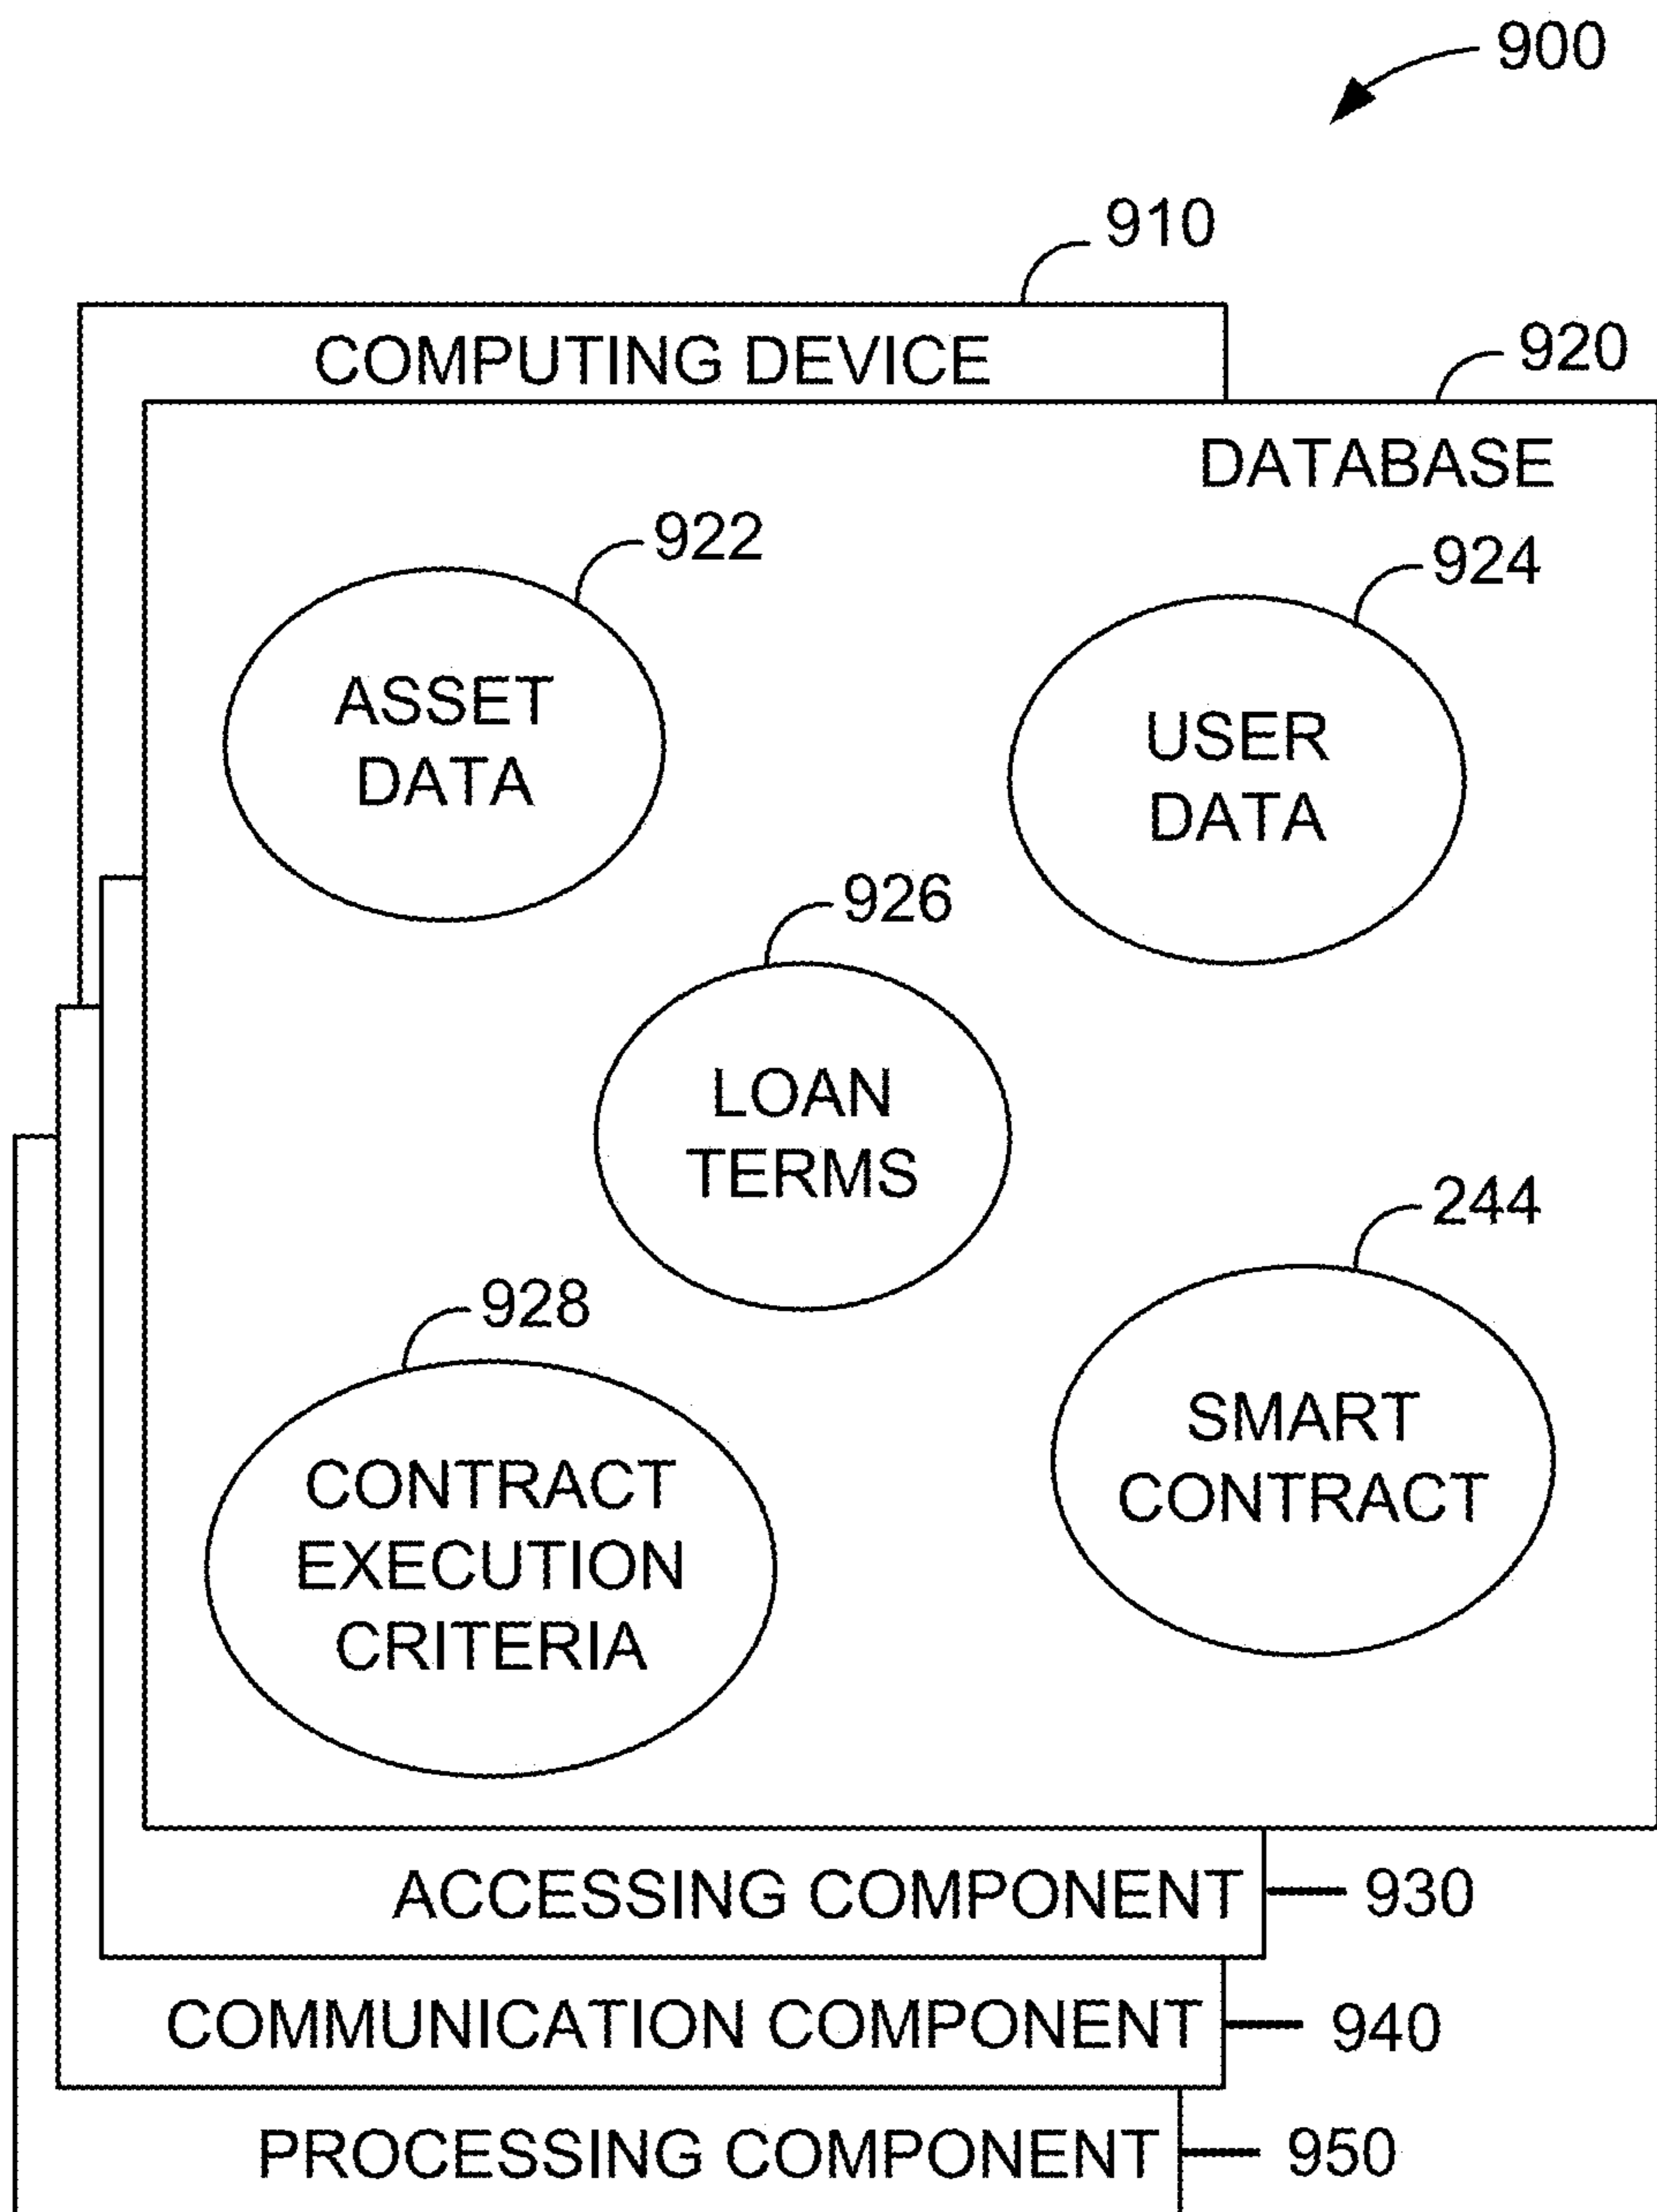 900
910
COMPUTING DEVICE
920
DATABASE
922
924
ASSET
DATA
USER
DATA
926
LOAN
TERMS
244
928
SMART
CONTRACT
CONTRACT
EXECUTION
CRITERIA
ACCESSING COMPONENT
930
COMMUNICATION COMPONENT
940
PROCESSING COMPONENT
950